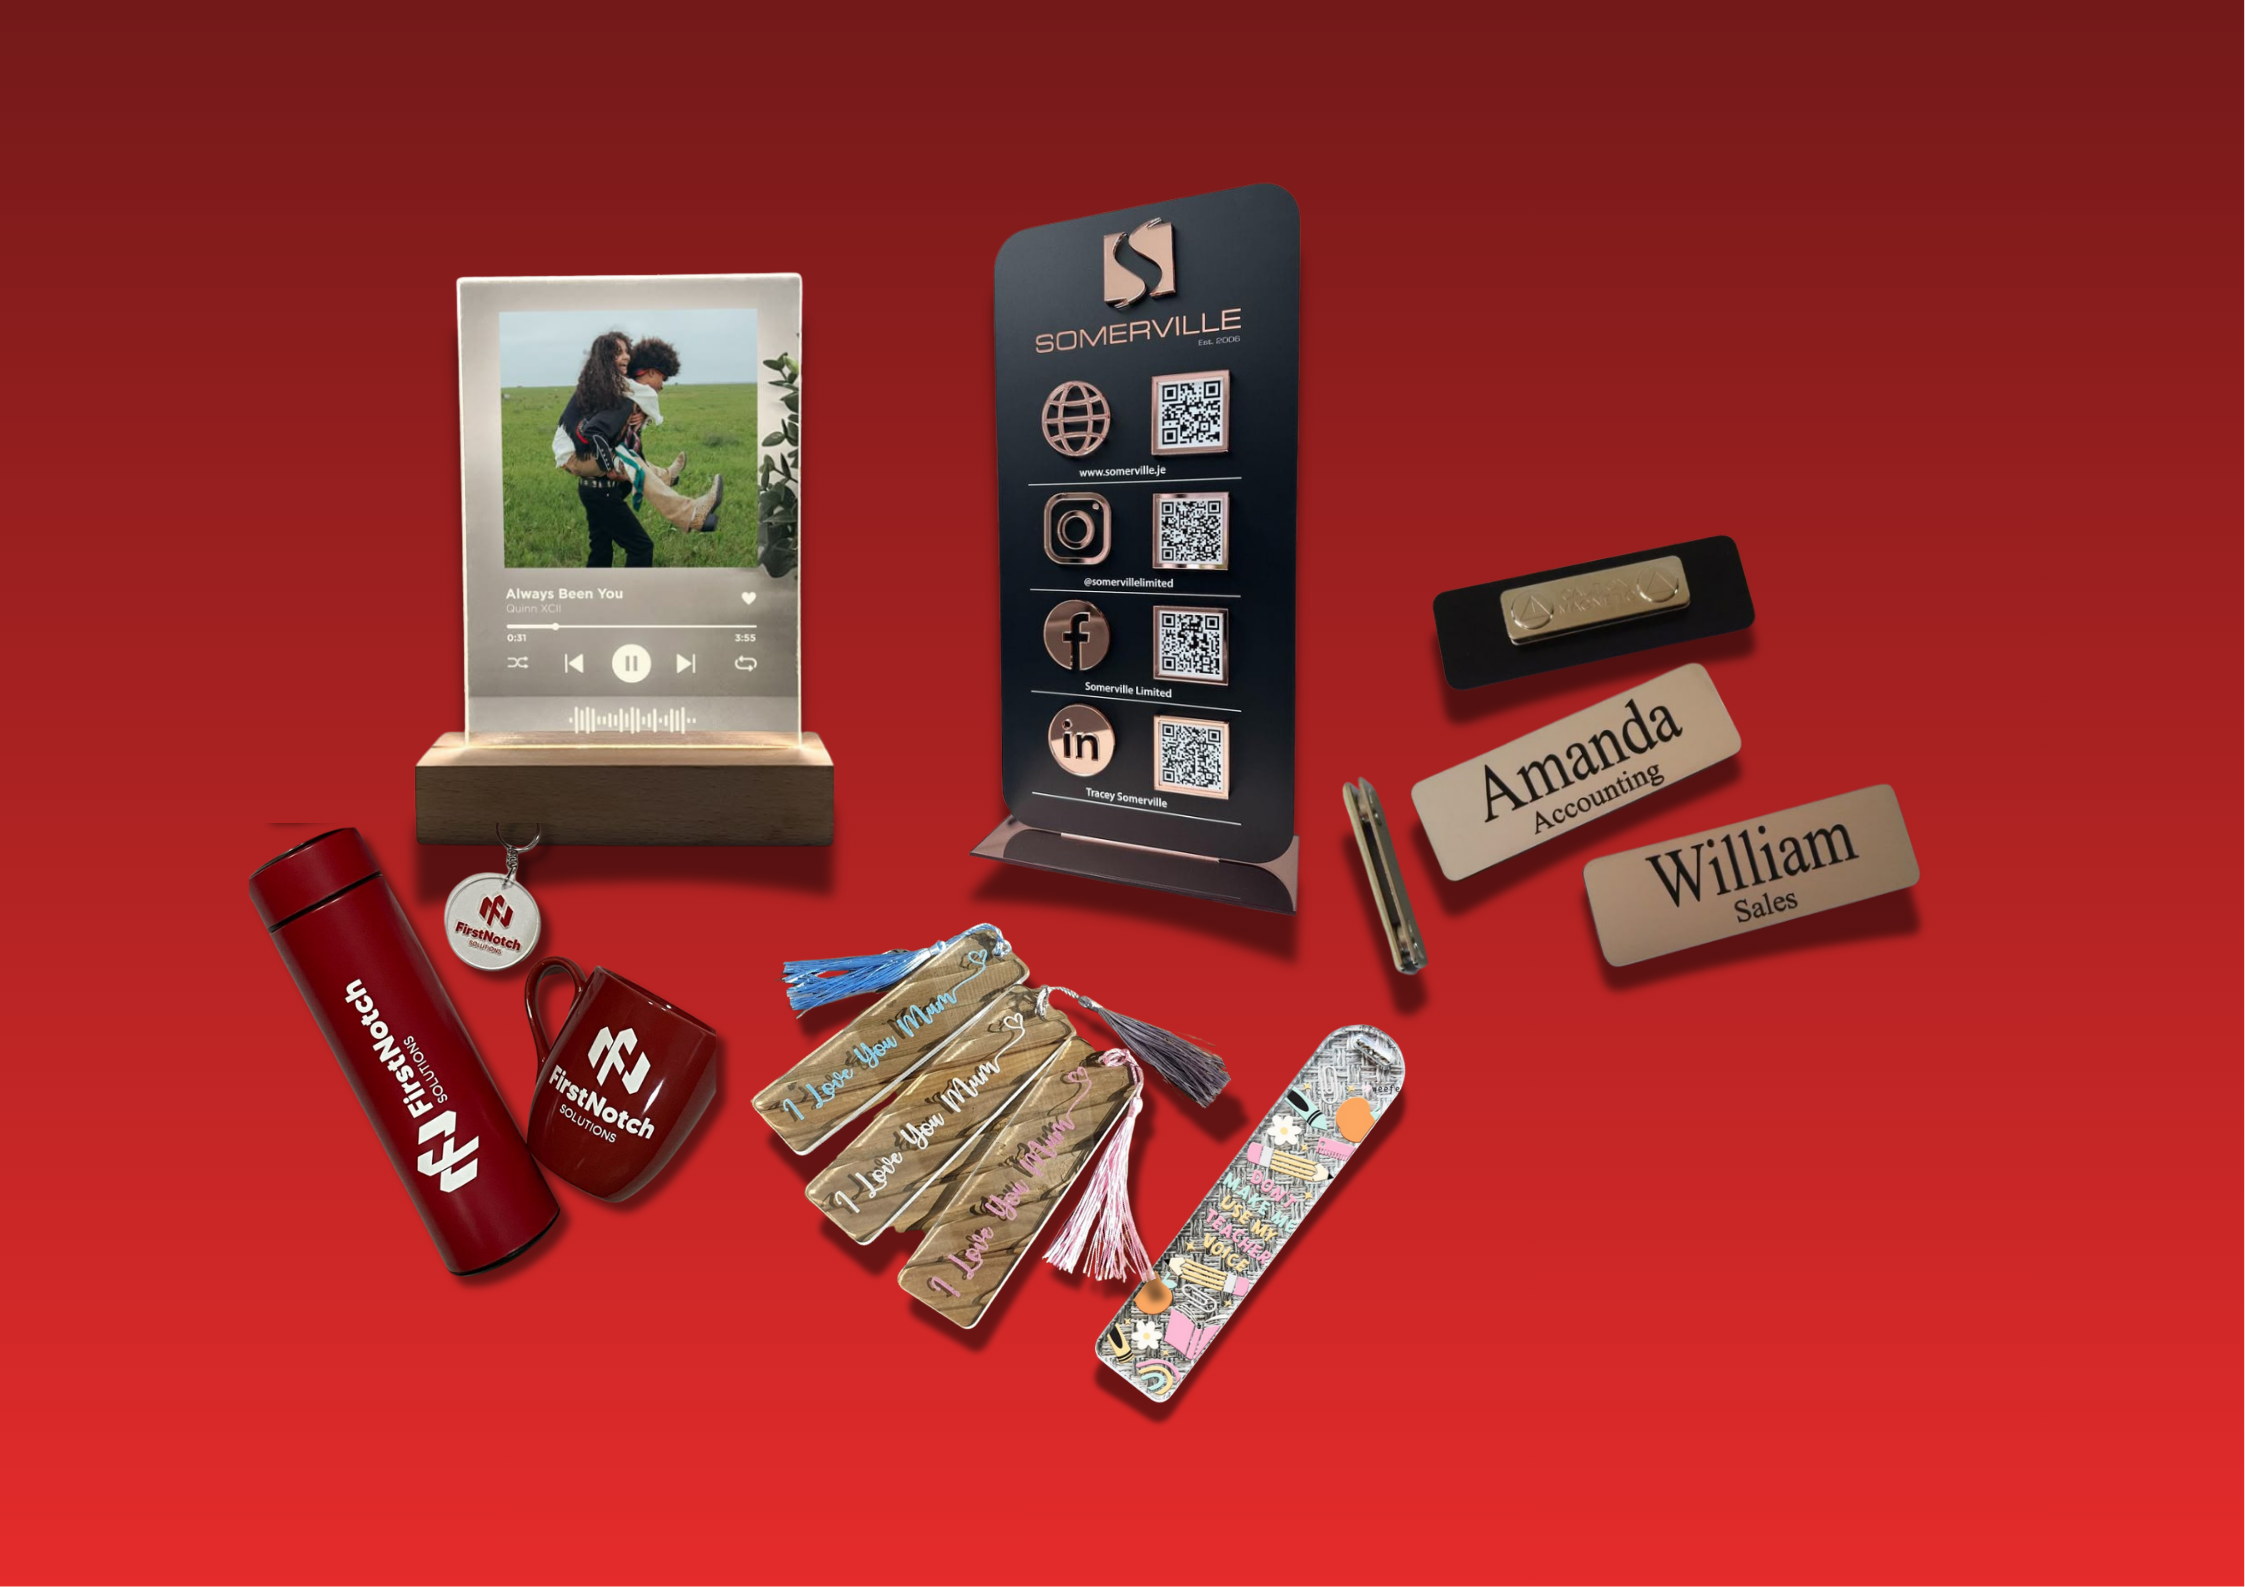 Always Been You
Quinn XCII
0:31
3:55
SOMERVILLE
Est. 2006
www.somerville.je
@somervillelimited
f
Somerville Limited
in
Tracey Somerville
Amanda
Accounting
William
Sales
FirstNotch
SOLUTIONS
FirstNotch
SOLUTIONS
FirstNotch
SOLUTIONS
I Love You Mum
I Love You Mum
I Love You Mum
DON'T
MAKE ME
USE MY
TEACHER
VOICE